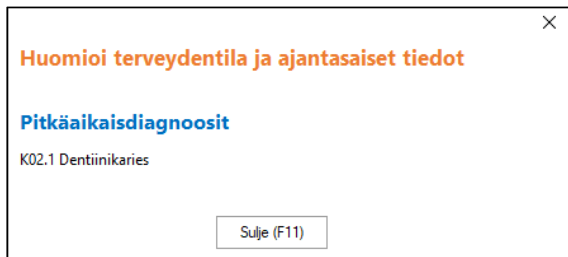 Huomioi terveydentila ja ajantasaiset tiedot
Pitkäaikaisdiagnoosit
K02.1 Dentiinikaries
Sulje (F11)